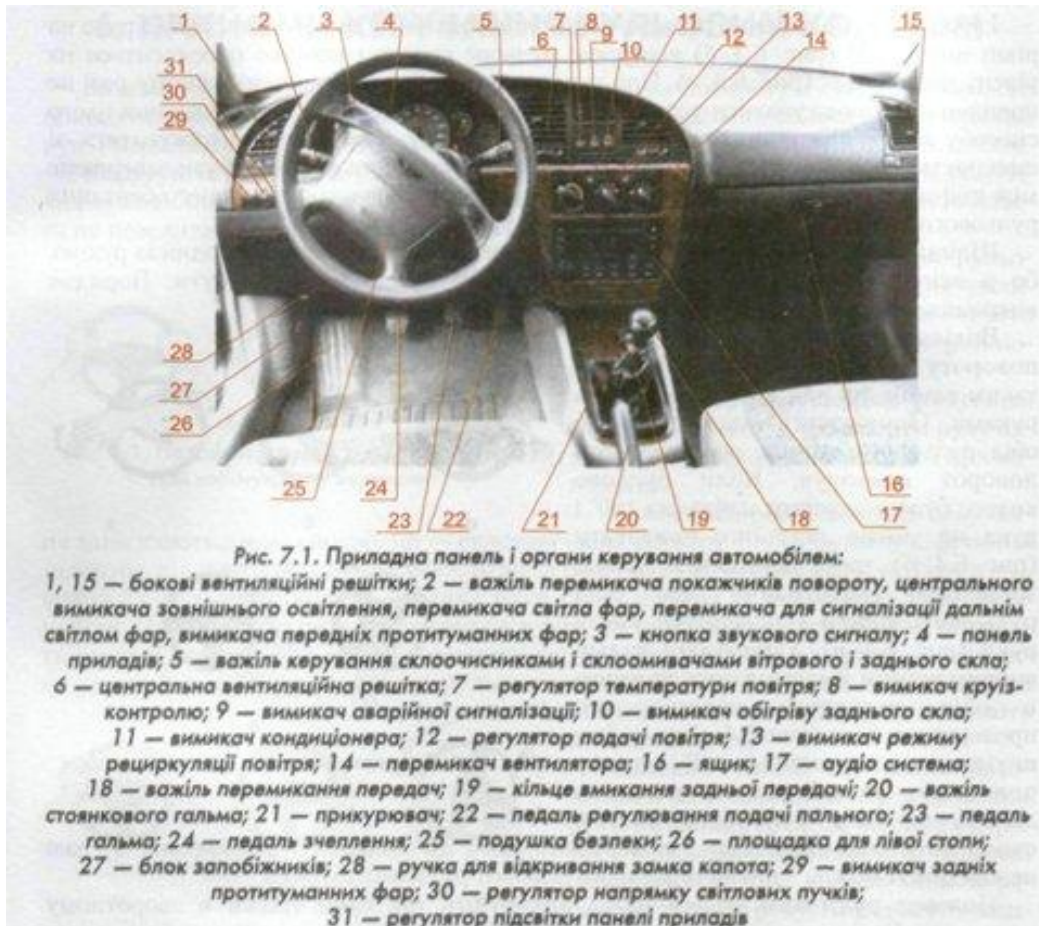 1 2 3 4 5 6 7 8 9 10 11 12 13 14 15
31
30
29
28
27
26
25 24 23 22 21 20 19 18 17 16
Рис. 7.1. Приладна панель і органи керування автомобілем:
1, 15 — бокові вентиляційні решітки; 2 — важіль перемикача покажчиків повороту, центрального
вимикача зовнішнього освітлення, перемикача світла фар, перемикача для сигналізації дальнім
світлом фар, вимикача передніх протитуманних фар; 3 — кнопка звукового сигналу; 4 — панель
приладів; 5 — важіль керування склоочисниками і склоомивачами вітрового і заднього скла;
6 — центральна вентиляційна решітка; 7 — регулятор температури повітря; 8 — вимикач круїз-
контролю; 9 — вимикач аварійної сигналізації; 10 — вимикач обігріву заднього скла;
11 — вимикач кондиціонера; 12 — регулятор подачі повітря; 13 — вимикач режиму
рециркуляції повітря; 14 — перемикач вентилятора; 16 — ящик; 17 — аудіо система;
18 — важіль перемикання передач; 19 — кільце вмикання задньої передачі; 20 — важіль
стоянкового гальма; 21 — прикурювач; 22 — педаль регулювання подачі пального; 23 — педаль
гальма; 24 — педаль зчеплення; 25 — подушка безпеки; 26 — площадка для лівої стопи;
27 — блок запобіжників; 28 — ручка для відкривання замка капота; 29 — вимикач задніх
протитуманних фар; 30 — регулятор напрямку світлових пучків;
31 — регулятор підсвітки панелі приладів